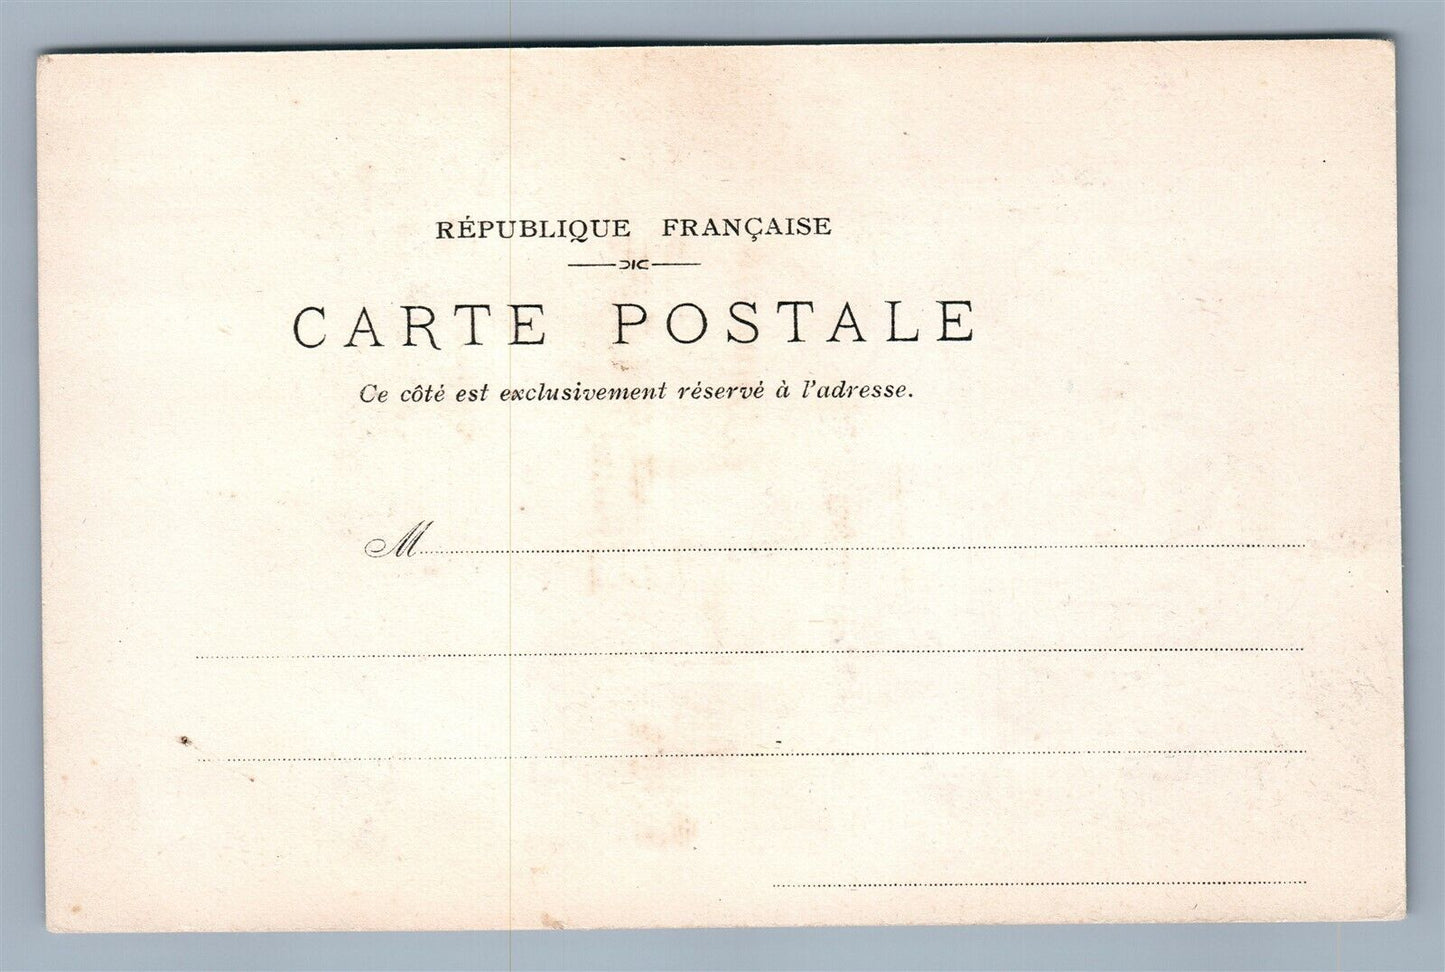 RÉPUBLIQUE FRANÇAISE
CARTE POSTALE
Ce côté est exclusivement réservé à l'adresse.
M